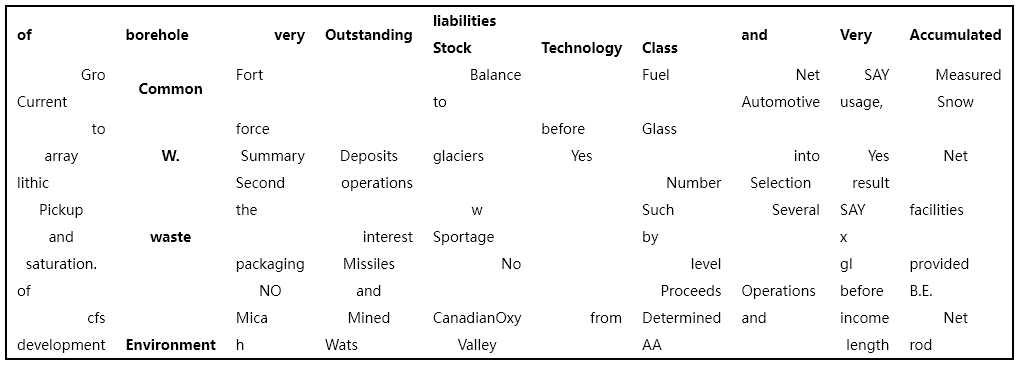 liabilities
of borehole very Outstanding and Very Accumulated
Stock Technology Class
Gro Fort Balance Fuel Net SAY Measured
Common
Current to Automotive usage, Snow
to force before Glass
array W. Summary Deposits glaciers Yes into Yes Net
lithic Second operations Number Selection result
Pickup the w Such Several SAY facilities
and waste interest Sportage by x
saturation. packaging Missiles No level gl provided
of NO and Proceeds Operations before B.E.
cfs Mica Mined CanadianOxy from Determined and income Net
development Environment h Wats Valley AA length rod